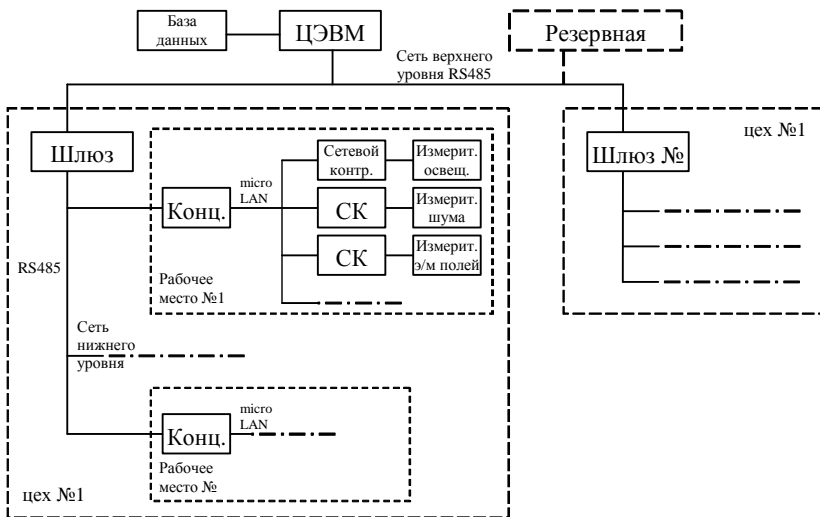 База
данных
ЦЭВМ
Резервная
Сеть верхнего
уровня RS485
цех №1
Шлюз
Шлюз №
micro
LAN
Сетевой
контр.
Измерит.
освещ.
Конц.
СК
Измерит.
шума
СК
Измерит.
э/м полей
RS485
Рабочее
место №1
Сеть
нижнего
уровня
micro
LAN
Конц.
Рабочее
место №
цех №1